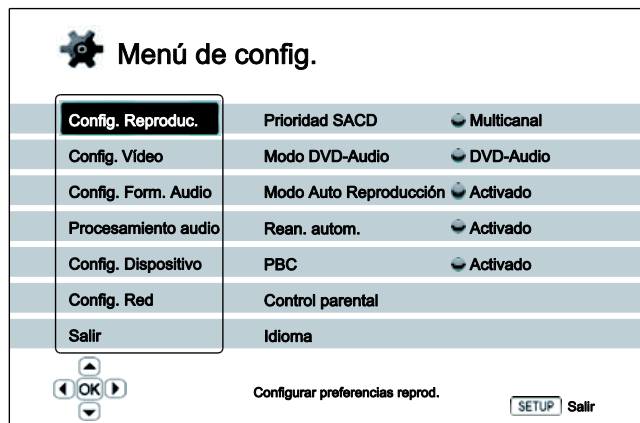 Menú de config.
Config. Reproduc. Prioridad SACD Multicanal
Config. Vídeo Modo DVD-Audio DVD-Audio
Config. Form. Audio Modo Auto Reproducción Activado
Procesamiento audio Rean. autom. Activado
Config. Dispositivo PBC Activado
Config. Red Control parental
Salir Idioma
OK
Configurar preferencias reprod.
SETUP Salir